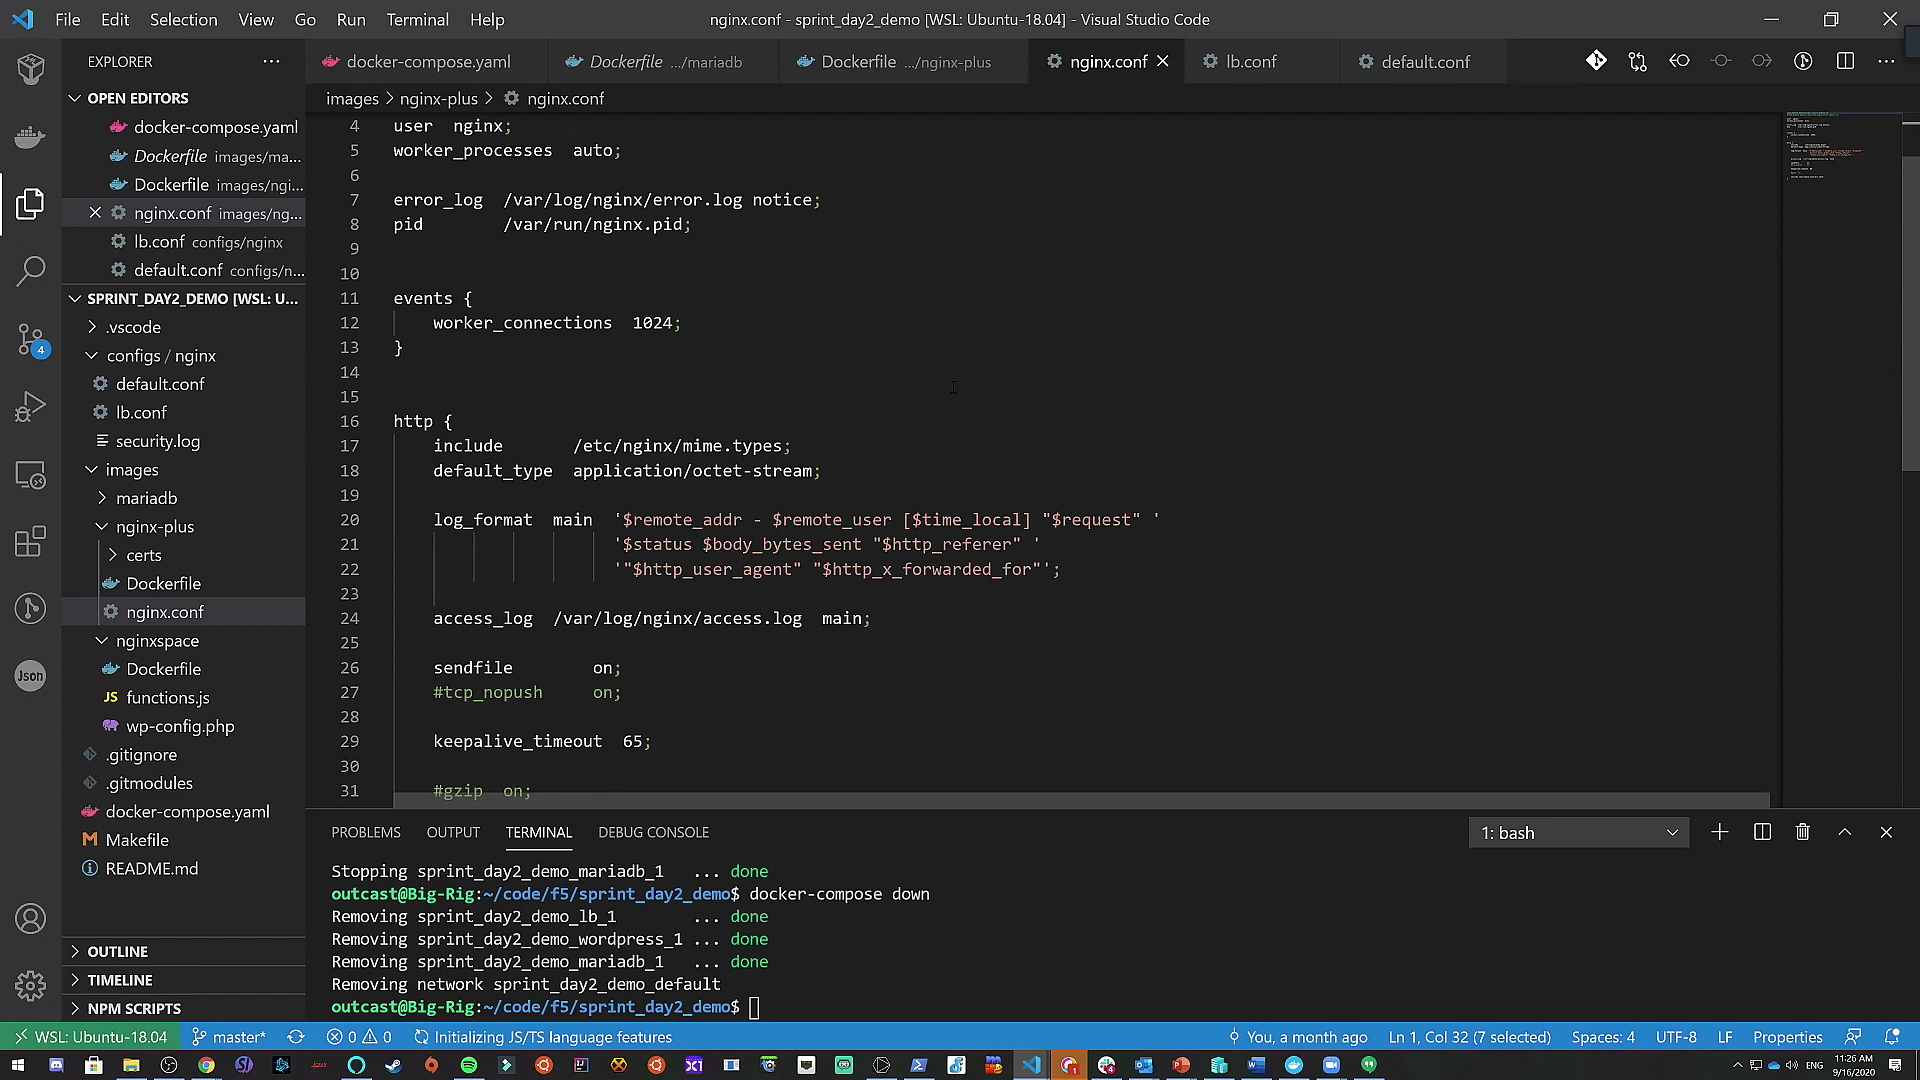 File Edit Selection View Go Run Terminal Help
nginx.conf - sprint_day2_demo [WSL: Ubuntu-18.04] - Visual Studio Code
EXPLORER
docker-compose.yaml
Dockerfile .../mariadb
Dockerfile .../nginx-plus
nginx.conf
lb.conf
default.conf
images > nginx-plus > nginx.conf
OPEN EDITORS
docker-compose.yaml
Dockerfile images/ma...
Dockerfile images/ngi...
nginx.conf images/ng...
lb.conf configs/nginx
default.conf configs/n...
SPRINT_DAY2_DEMO [WSL: U...
.vscode
configs / nginx
default.conf
lb.conf
security.log
images
mariadb
nginx-plus
certs
Dockerfile
nginx.conf
nginxspace
Dockerfile
JS functions.js
wp-config.php
.gitignore
.gitmodules
docker-compose.yaml
M Makefile
README.md
OUTLINE
TIMELINE
NPM SCRIPTS
4
Json
4 user nginx;
5 worker_processes auto;
6
7 error_log /var/log/nginx/error.log notice;
8 pid /var/run/nginx.pid;
9
10
11 events {
12 worker_connections 1024;
13 }
14
15
16 http {
17 include /etc/nginx/mime.types;
18 default_type application/octet-stream;
19
20 log_format main '$remote_addr - $remote_user [$time_local] "$request" '
21 '$status $body_bytes_sent "$http_referer" '
22 '"$http_user_agent" "$http_x_forwarded_for"';
23
24 access_log /var/log/nginx/access.log main;
25
26 sendfile on;
27 #tcp_nopush on;
28
29 keepalive_timeout 65;
30
31 #gzip on;
PROBLEMS OUTPUT TERMINAL DEBUG CONSOLE
1: bash
Stopping sprint_day2_demo_mariadb_1 ... done
outcast@Big-Rig:~/code/f5/sprint_day2_demo$ docker-compose down
Removing sprint_day2_demo_lb_1 ... done
Removing sprint_day2_demo_wordpress_1 ... done
Removing sprint_day2_demo_mariadb_1 ... done
Removing network sprint_day2_demo_default
outcast@Big-Rig:~/code/f5/sprint_day2_demo$
WSL: Ubuntu-18.04 master* 0 0 Initializing JS/TS language features
You, a month ago Ln 1, Col 32 (7 selected) Spaces: 4 UTF-8 LF Properties
ENG
11:26 AM
9/16/2020